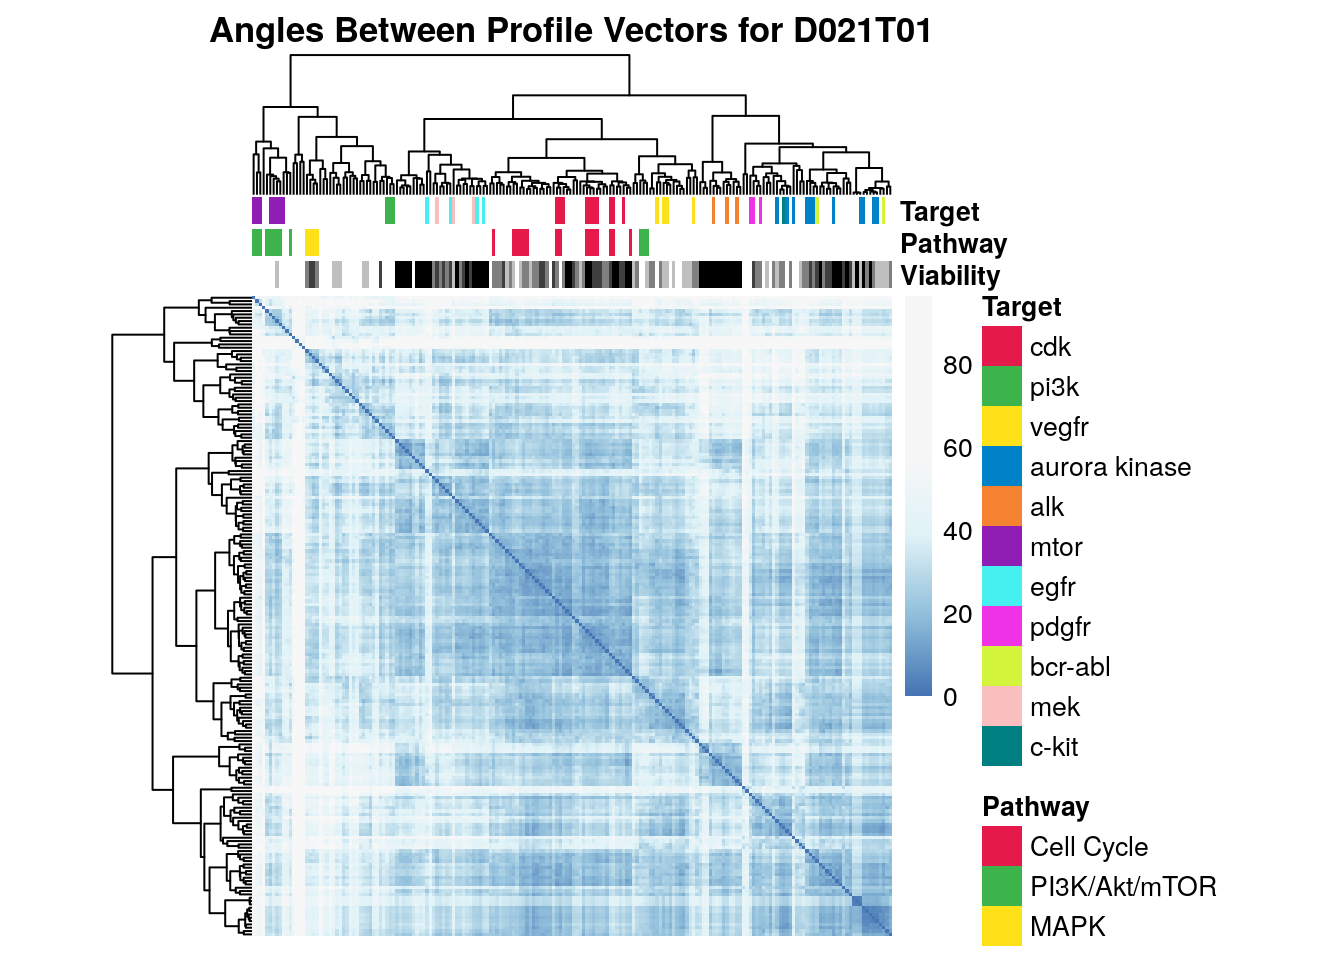 Angles Between Profile Vectors for D021T01
Target
Pathway
Viability
80
60
40
20
0
Target
cdk
pi3k
vegfr
aurora kinase
alk
mtor
egfr
pdgfr
bcr-abl
mek
c-kit
Pathway
Cell Cycle
PI3K/Akt/mTOR
MAPK